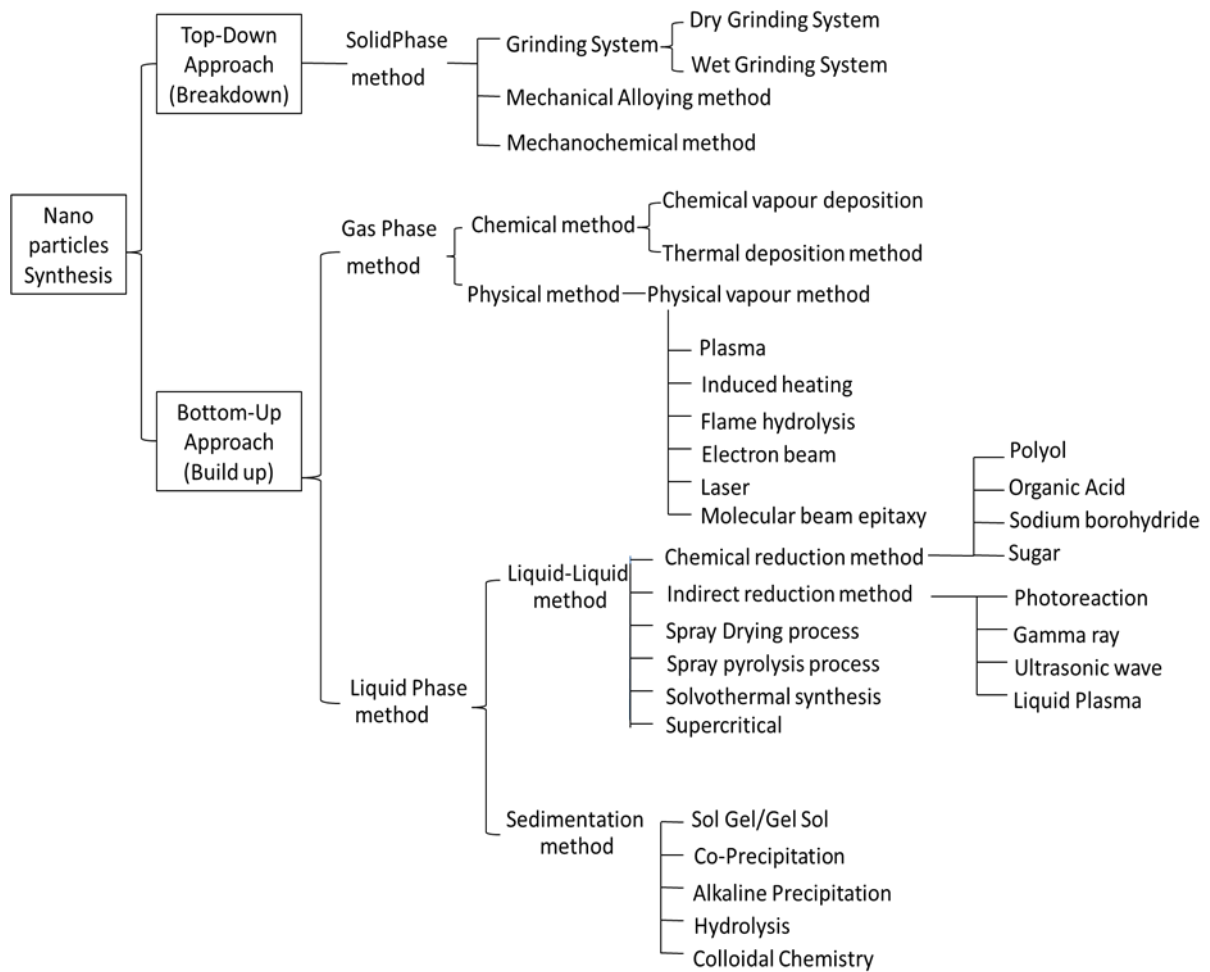 Nano
particles
Synthesis
Top-Down
Approach
(Breakdown)
SolidPhase
method
Grinding System
Dry Grinding System
Wet Grinding System
Mechanical Alloying method
Mechanochemical method
Bottom-Up
Approach
(Build up)
Gas Phase
method
Chemical method
Chemical vapour deposition
Thermal deposition method
Physical method
Physical vapour method
Plasma
Induced heating
Flame hydrolysis
Electron beam
Laser
Molecular beam epitaxy
Liquid Phase
method
Liquid-Liquid
method
Chemical reduction method
Polyol
Organic Acid
Sodium borohydride
Sugar
Indirect reduction method
Photoreaction
Gamma ray
Ultrasonic wave
Liquid Plasma
Spray Drying process
Spray pyrolysis process
Solvothermal synthesis
Supercritical
Sedimentation
method
Sol Gel/Gel Sol
Co-Precipitation
Alkaline Precipitation
Hydrolysis
Colloidal Chemistry